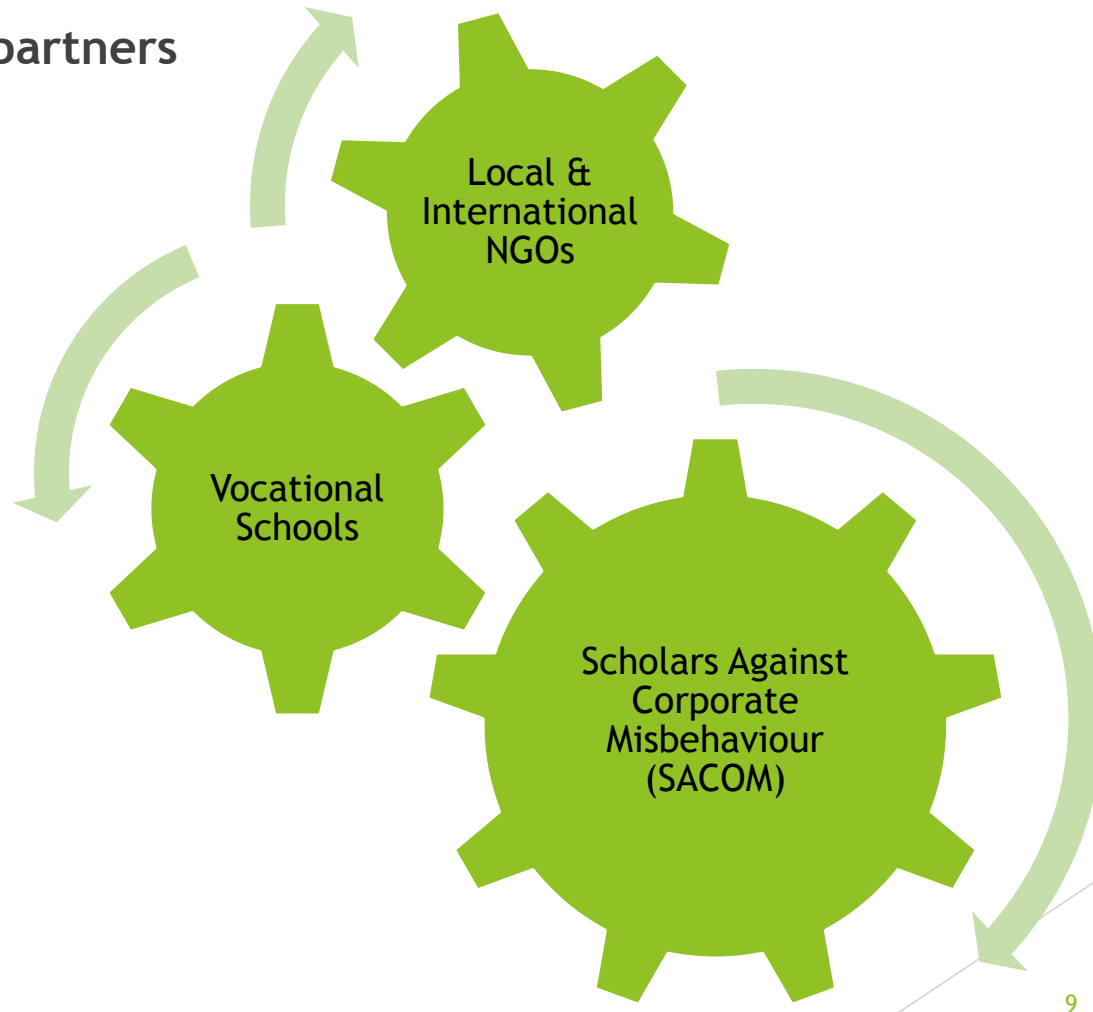 partners
Local &
International
NGOs
Vocational
Schools
Scholars Against
Corporate
Misbehaviour
(SACOM)
9